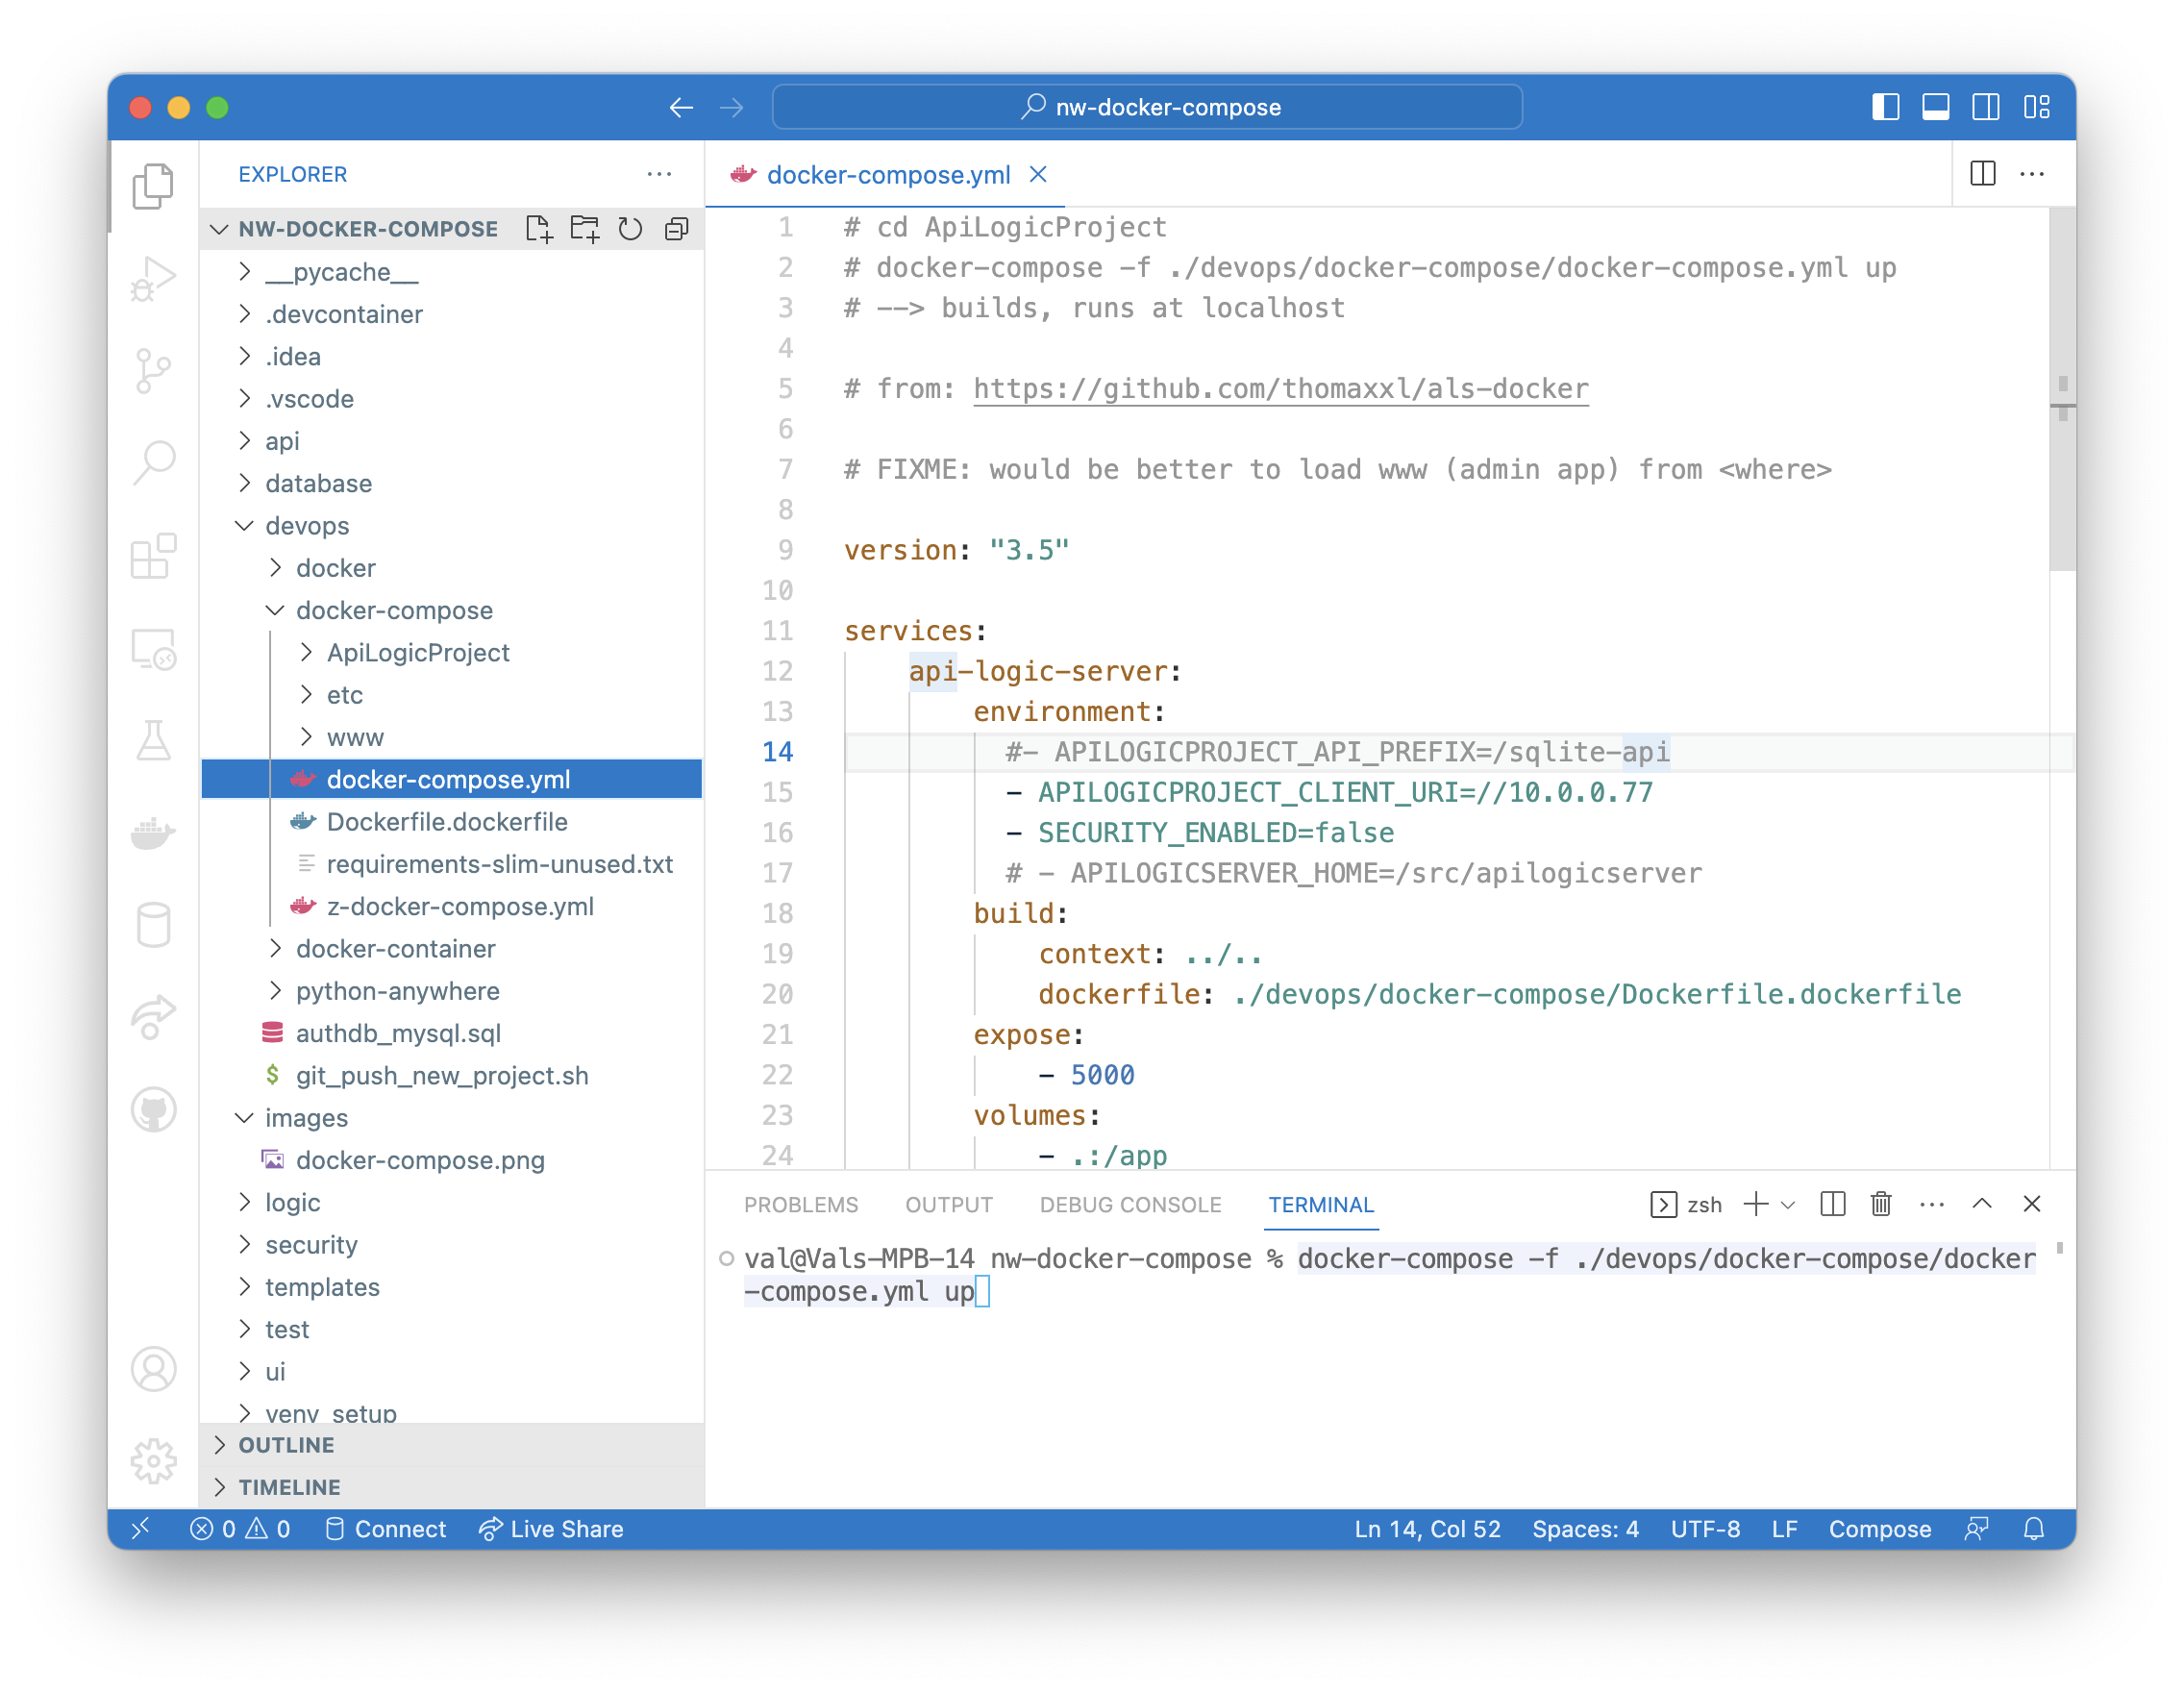 nw-docker-compose
EXPLORER
NW-DOCKER-COMPOSE
__pycache__
.devcontainer
.idea
.vscode
api
database
devops
docker
docker-compose
ApiLogicProject
etc
www
docker-compose.yml
Dockerfile.dockerfile
requirements-slim-unused.txt
z-docker-compose.yml
docker-container
python-anywhere
authdb_mysql.sql
git_push_new_project.sh
images
docker-compose.png
logic
security
templates
test
ui
venv_setup
OUTLINE
TIMELINE
docker-compose.yml
1 # cd ApiLogicProject
2 # docker-compose -f ./devops/docker-compose/docker-compose.yml up
3 # --> builds, runs at localhost
4
5 # from: https://github.com/thomaxxl/als-docker
6
7 # FIXME: would be better to load www (admin app) from <where>
8
9 version: "3.5"
10
11 services:
12     api-logic-server:
13         environment:
14           #- APILOGICPROJECT_API_PREFIX=/sqlite-api
15           - APILOGICPROJECT_CLIENT_URI=//10.0.0.77
16           - SECURITY_ENABLED=false
17           # - APILOGICSERVER_HOME=/src/apilogicserver
18         build:
19             context: ../..
20             dockerfile: ./devops/docker-compose/Dockerfile.dockerfile
21         expose:
22             - 5000
23         volumes:
24             - .:/app
PROBLEMS OUTPUT DEBUG CONSOLE TERMINAL zsh
val@Vals-MPB-14 nw-docker-compose % docker-compose -f ./devops/docker-compose/docker
-compose.yml up
0 0 Connect Live Share Ln 14, Col 52 Spaces: 4 UTF-8 LF Compose